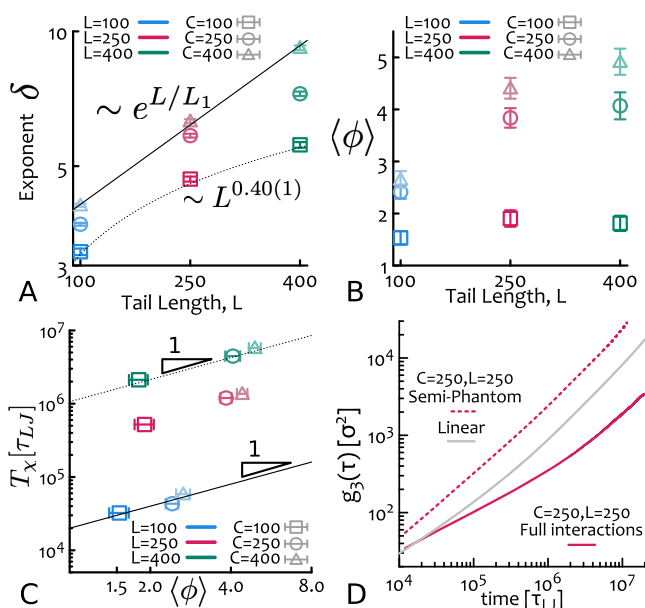 L=100 C=100
L=250 C=250
L=400 C=400
10
5
3
Exponent δ
~ e^{L/L_1}
~ L^{0.40(1)}
100 250 400
A Tail Length, L
L=100 C=100
L=250 C=250
L=400 C=400
5
4
3
2
1
⟨ϕ⟩
100 250 400
B Tail Length, L
10^7
10^6
10^5
10^4
T_χ[τ_{LJ}]
1
1
L=100 C=100
L=250 C=250
L=400 C=400
1.5 2.0 4.0 8.0
C ⟨ϕ⟩
10^4
10^3
10^2
g_3(τ) [σ^2]
C=250,L=250
Semi-Phantom
Linear
C=250,L=250
Full interactions
10^4 10^5 10^6 10^7
D time [τ_{LJ}]